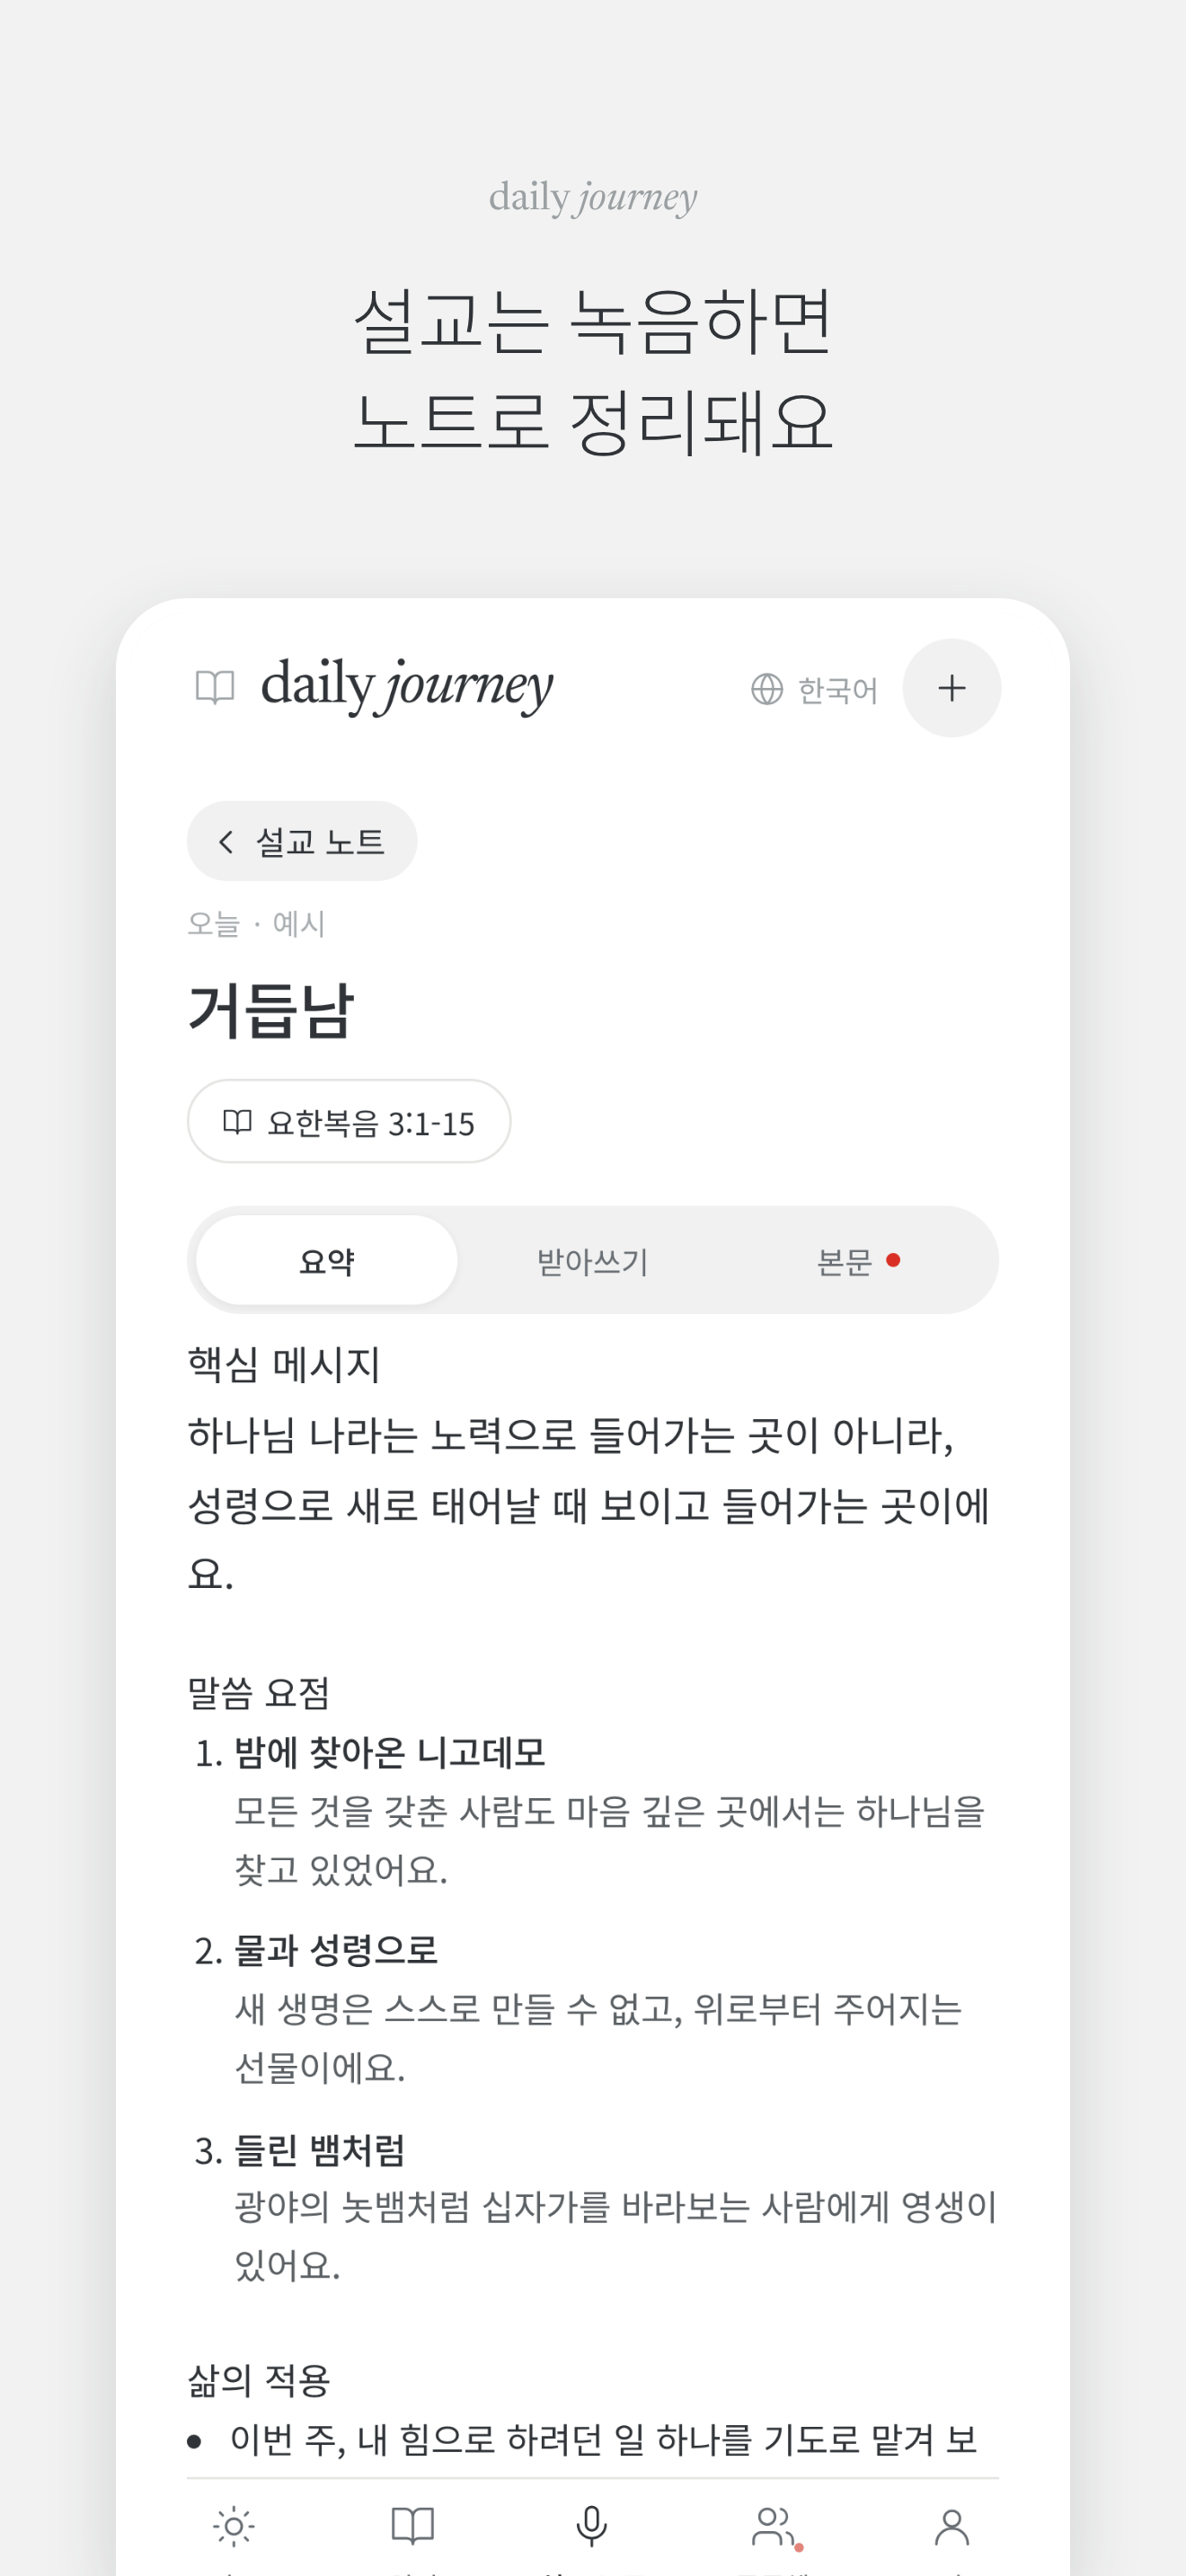 daily journey
설교는 녹음하면
노트로 정리돼요
daily journey
한국어
설교 노트
오늘 · 예시
거듭남
요한복음 3:1-15
요약
받아쓰기
본문
핵심 메시지
하나님 나라는 노력으로 들어가는 곳이 아니라,
성령으로 새로 태어날 때 보이고 들어가는 곳이에
요.
말씀 요점
1. 밤에 찾아온 니고데모
모든 것을 갖춘 사람도 마음 깊은 곳에서는 하나님을
찾고 있었어요.
2. 물과 성령으로
새 생명은 스스로 만들 수 없고, 위로부터 주어지는
선물이에요.
3. 들린 뱀처럼
광야의 놋뱀처럼 십자가를 바라보는 사람에게 영생이
있어요.
삶의 적용
• 이번 주, 내 힘으로 하려던 일 하나를 기도로 맡겨 보